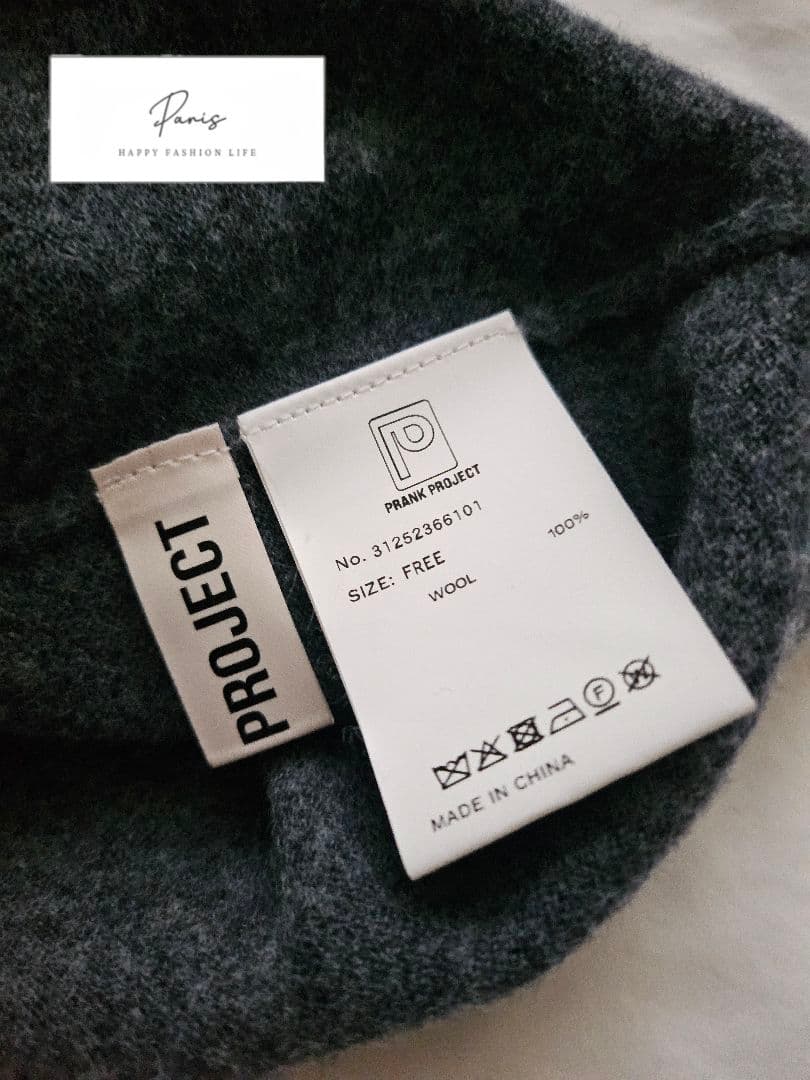 Paris
HAPPY FASHION LIFE
PROJECT
PRANK PROJECT
No. 31252366101
SIZE: FREE
WOOL 100%
F
W
MADE IN CHINA